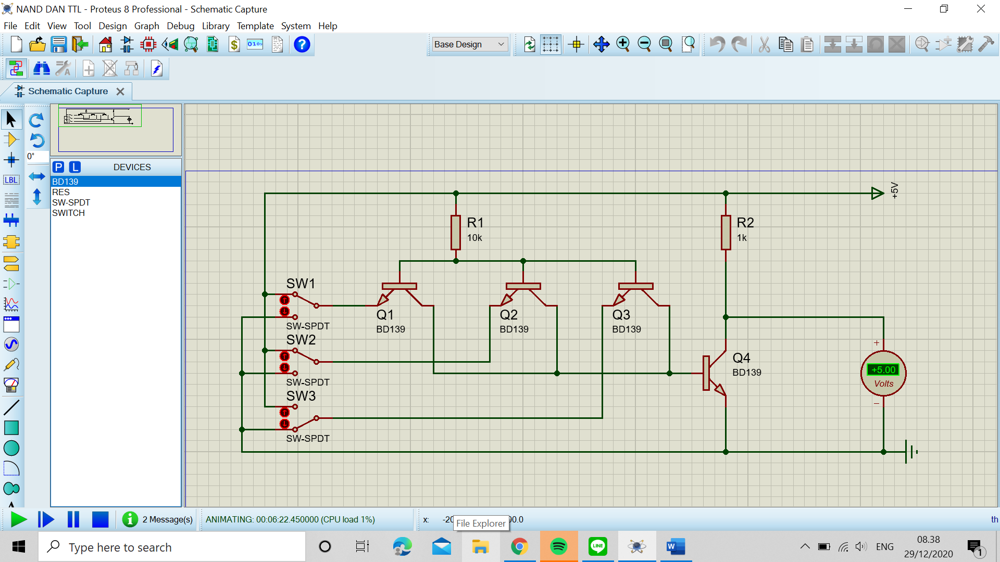 NAND DAN TTL - Proteus 8 Professional - Schematic Capture
File Edit View Tool Design Graph Debug Library Template System Help
$
0101
?
Base Design
A
Schematic Capture
0°
P L DEVICES
LBL
BD139
RES
SW-SPDT
SWITCH
+5V
R1
10k
R2
1k
SW1
SW-SPDT
Q1
BD139
Q2
BD139
Q3
BD139
SW2
SW-SPDT
SW3
SW-SPDT
Q4
BD139
+
+5.00
Volts
−
A
i
2 Message(s)
ANIMATING: 00:06:22.450000 (CPU load 1%)
x: -20
00.0
th
File Explorer
Type here to search
LINE
W
ENG
08.38
29/12/2020
1